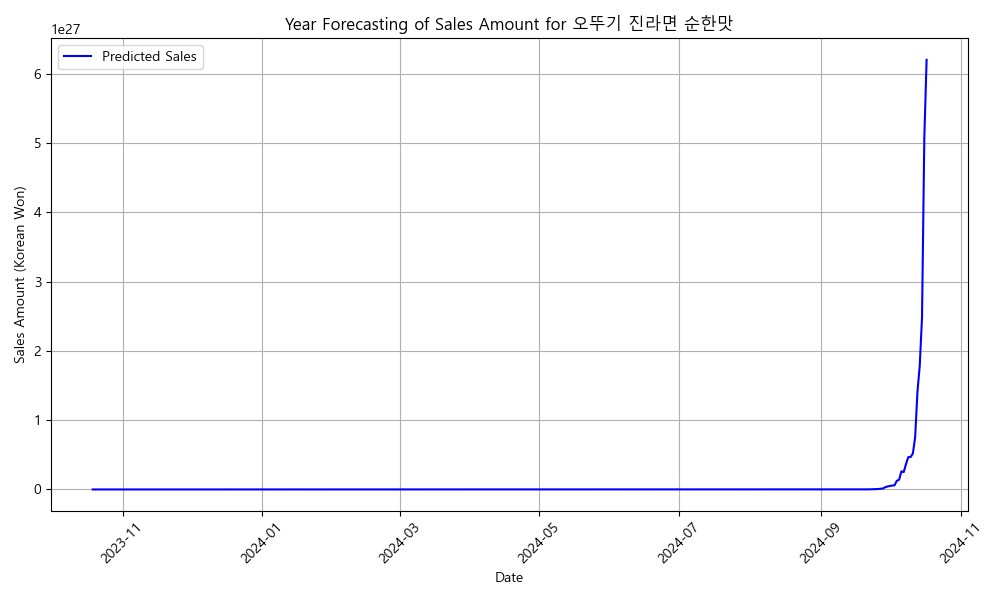 Year Forecasting of Sales Amount for 오뚜기 진라면 순한맛
1e27
Predicted Sales
6
5
4
3
2
1
0
Sales Amount (Korean Won)
2023-11
2024-01
2024-03
2024-05
2024-07
2024-09
2024-11
Date